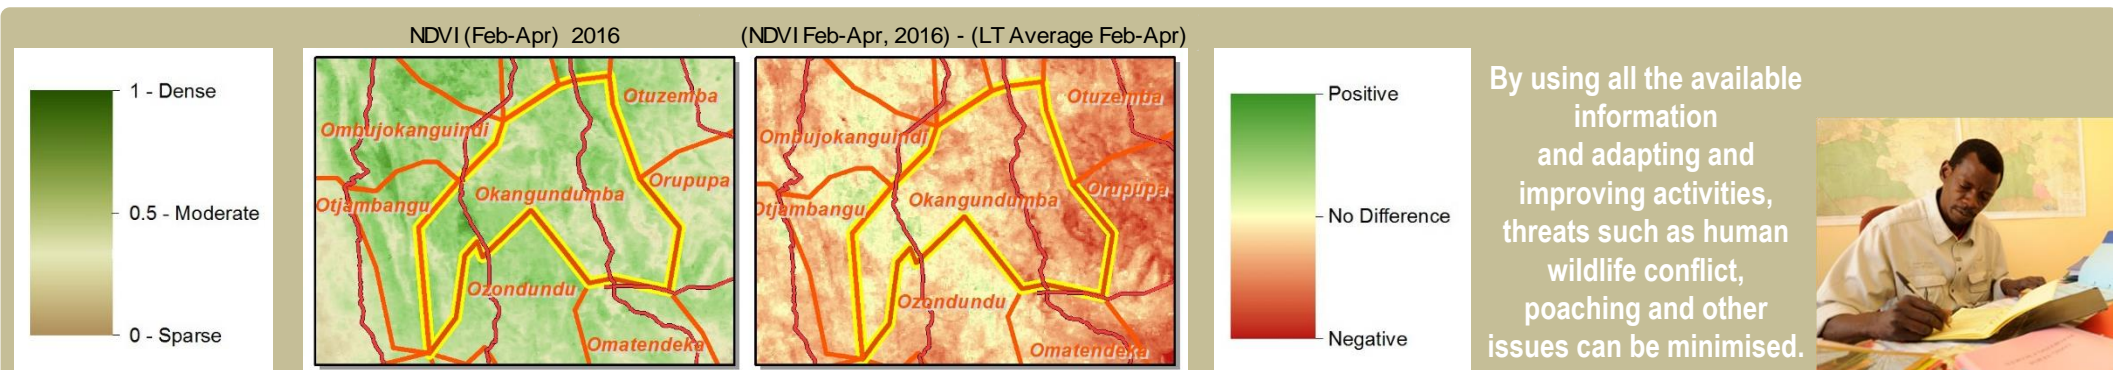 NDVI (Feb-Apr) 2016
(NDVI Feb-Apr, 2016) - (LT Average Feb-Apr)
1 - Dense
0.5 - Moderate
0 - Sparse
Otuzemba
Ombujokanguindi
Orupupa
Okangundumba
Otjambangu
Ozondundu
Omatendeka
Otuzemba
Ombujokanguindi
Orupupa
Okangundumba
Otjambangu
Ozondundu
Omatendeka
Positive
No Difference
Negative
By using all the available
information
and adapting and
improving activities,
threats such as human
wildlife conflict,
poaching and other
issues can be minimised.